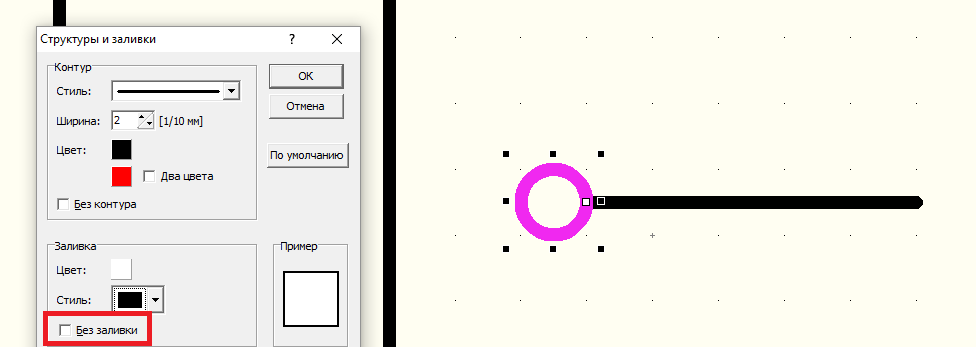 Структуры и заливки ?
Контур
Стиль:
Ширина: 2 [1/10 мм]
Цвет:
Два цвета
Без контура
OK
Отмена
По умолчанию
Заливка
Цвет:
Стиль:
Без заливки
Пример